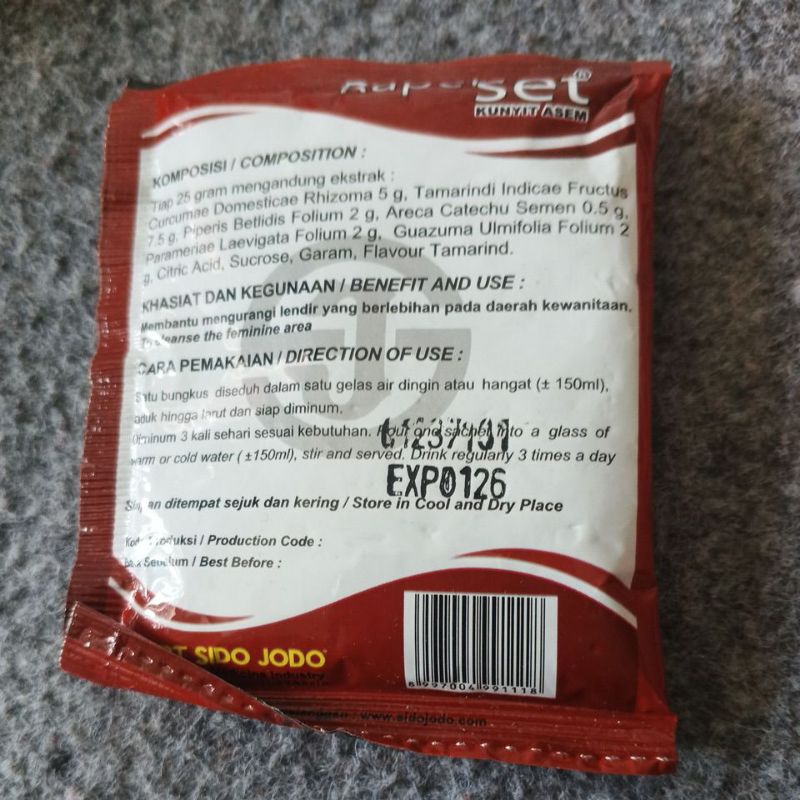 set®
KUNYIT ASEM
KOMPOSISI / COMPOSITION :
Tiap 25 gram mengandung ekstrak :
Curcumae Domesticae Rhizoma 5 g, Tamarindi Indicae Fructus
7.5 g, Piperis Betlidis Folium 2 g, Areca Catechu Semen 0.5 g,
Parameriae Laevigata Folium 2 g, Guazuma Ulmifolia Folium 2
g, Citric Acid, Sucrose, Garam, Flavour Tamarind.
KHASIAT DAN KEGUNAAN / BENEFIT AND USE :
Membantu mengurangi lendir yang berlebihan pada daerah kewanitaan.
To cleanse the feminine area
CARA PEMAKAIAN / DIRECTION OF USE :
Satu bungkus diseduh dalam satu gelas air dingin atau hangat (± 150ml),
aduk hingga larut dan siap diminum.
Diminum 3 kali sehari sesuai kebutuhan. Pour one sachet into a glass of
warm or cold water (±150ml), stir and served. Drink regularly 3 times a day
EXP0126
Simpan ditempat sejuk dan kering / Store in Cool and Dry Place
Kode Produksi / Production Code :
Baik Sebelum / Best Before :
PT SIDO JODO
Industry
8997004991118
www.sidojodo.com